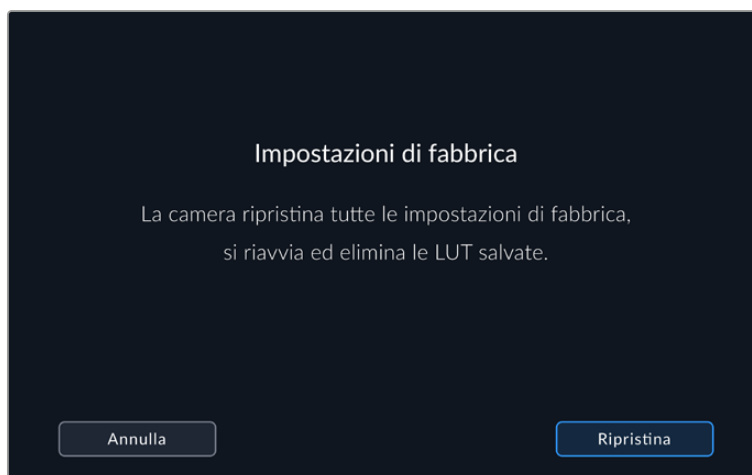 Impostazioni di fabbrica
La camera ripristina tutte le impostazioni di fabbrica,
si riavvia ed elimina le LUT salvate.
Annulla
Ripristina